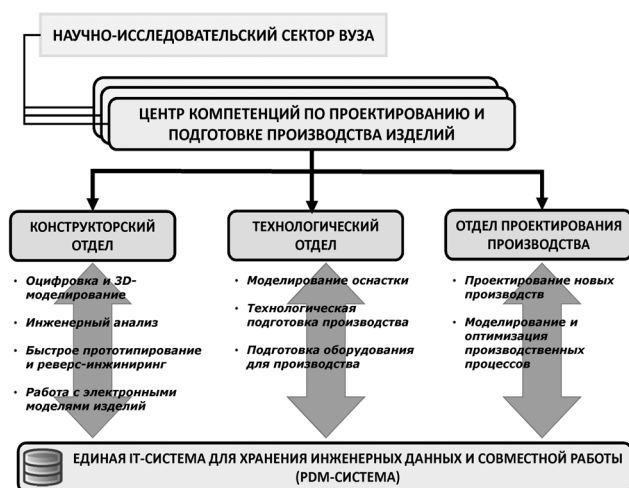 НАУЧНО-ИССЛЕДОВАТЕЛЬСКИЙ СЕКТОР ВУЗА
ЦЕНТР КОМПЕТЕНЦИЙ ПО ПРОЕКТИРОВАНИЮ И
ПОДГОТОВКЕ ПРОИЗВОДСТВА ИЗДЕЛИЙ
КОНСТРУКТОРСКИЙ
ОТДЕЛ
• Оцифровка и 3D-
моделирование
• Инженерный анализ
• Быстрое прототипирование
и реверс-инжиниринг
• Работа с электронными
моделями изделий
ТЕХНОЛОГИЧЕСКИЙ
ОТДЕЛ
• Моделирование оснастки
• Технологическая
подготовка производства
• Подготовка оборудования
для производства
ОТДЕЛ ПРОЕКТИРОВАНИЯ
ПРОИЗВОДСТВА
• Проектирование новых
производств
• Моделирование и
оптимизация
производственных
процессов
ЕДИНАЯ IT-СИСТЕМА ДЛЯ ХРАНЕНИЯ ИНЖЕНЕРНЫХ ДАННЫХ И СОВМЕСТНОЙ РАБОТЫ
(PDM-СИСТЕМА)